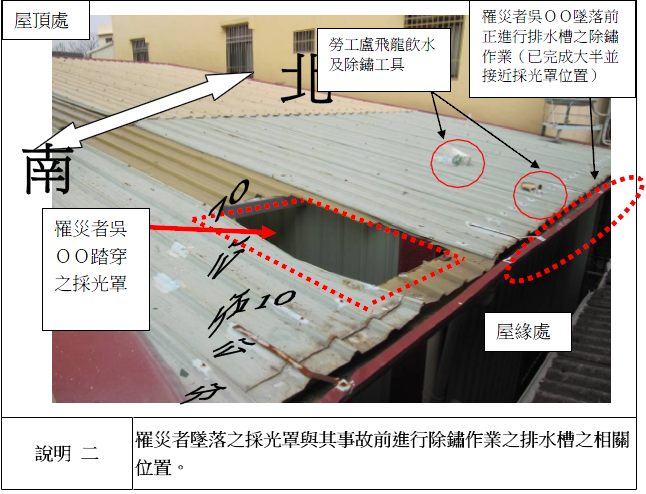 屋頂處
勞工盧飛龍飲水
及除鏽工具
罹災者吳ＯＯ墜落前
正進行排水槽之除鏽
作業（已完成大半並
接近採光罩位置）
北
南
罹災者吳
ＯＯ踏穿
之採光罩
70
屋緣處
說明 二
罹災者墜落之採光罩與其事故前進行除鏽作業之排水槽之相關
位置。